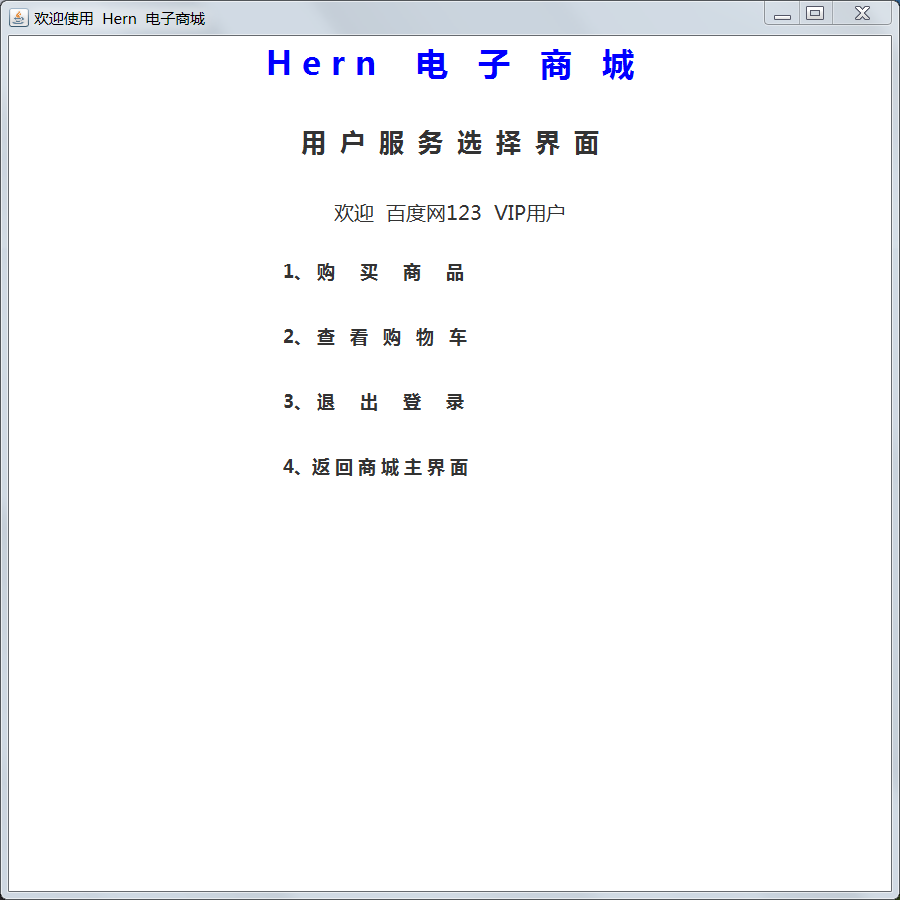 欢迎使用 Hern 电子商城
Hern 电子商城
用户服务选择界面
欢迎 百度网123 VIP用户
1、购买商品
2、查看购物车
3、退出登录
4、返回商城主界面